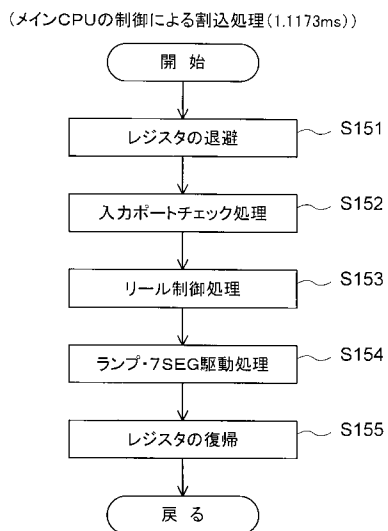 (メインCPUの制御による割込処理(1.1173ms))
開 始
レジスタの退避
S151
入力ポートチェック処理
S152
リール制御処理
S153
ランプ・7SEG駆動処理
S154
レジスタの復帰
S155
戻 る